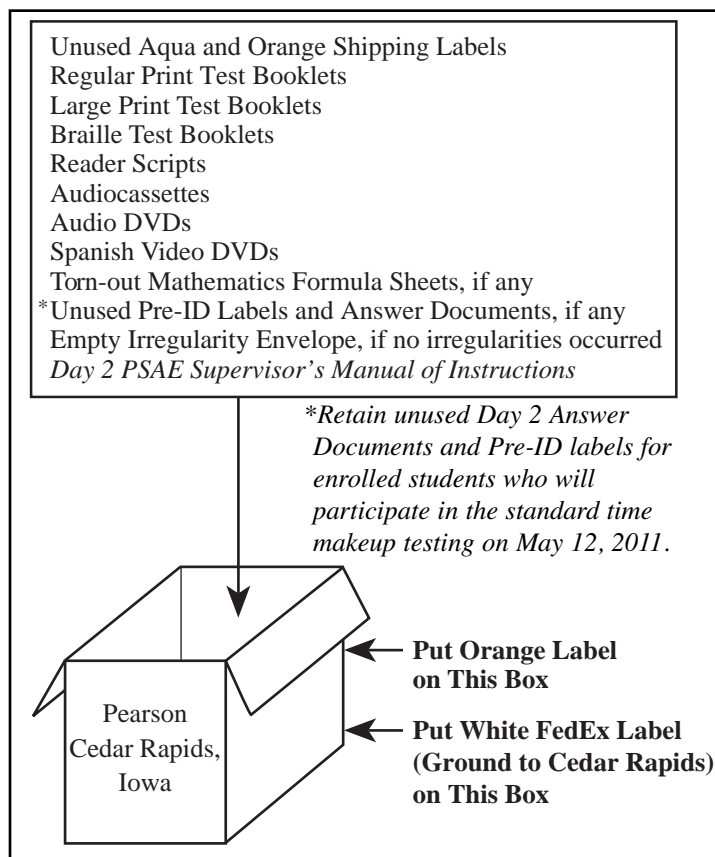 Unused Aqua and Orange Shipping Labels
Regular Print Test Booklets
Large Print Test Booklets
Braille Test Booklets
Reader Scripts
Audiocassettes
Audio DVDs
Spanish Video DVDs
Torn-out Mathematics Formula Sheets, if any
*Unused Pre-ID Labels and Answer Documents, if any
Empty Irregularity Envelope, if no irregularities occurred
Day 2 PSAE Supervisor's Manual of Instructions
*Retain unused Day 2 Answer
Documents and Pre-ID labels for
enrolled students who will
participate in the standard time
makeup testing on May 12, 2011.
Put Orange Label
on This Box
Pearson
Cedar Rapids,
Iowa
Put White FedEx Label
(Ground to Cedar Rapids)
on This Box